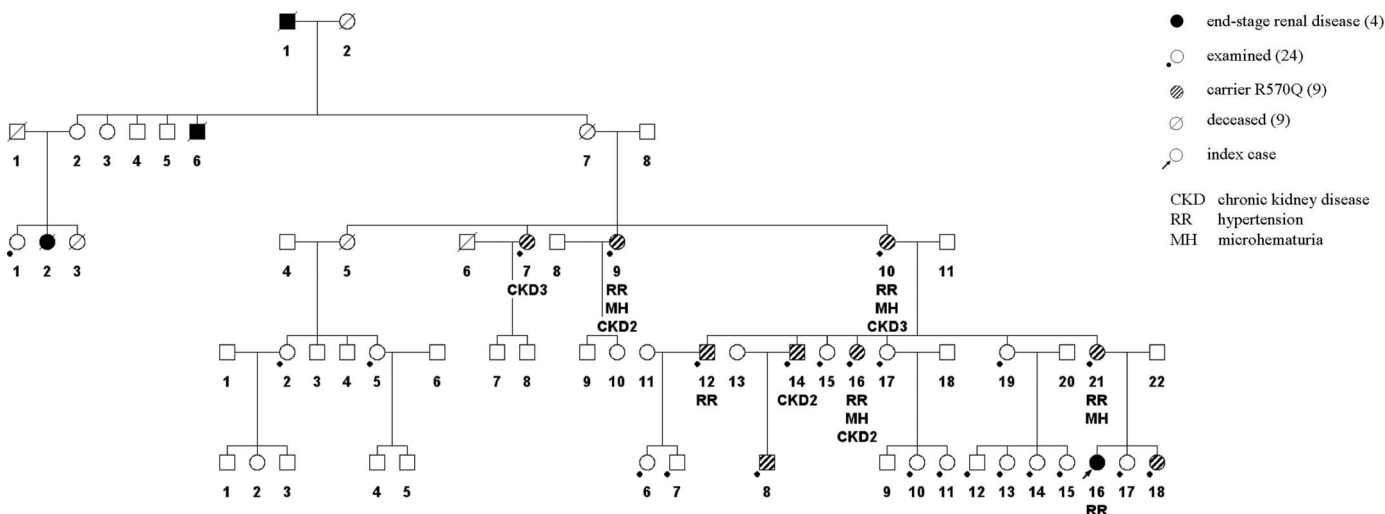 end-stage renal disease (4)
examined (24)
carrier R570Q (9)
deceased (9)
index case
CKD chronic kidney disease
RR hypertension
MH microhematuria
1 2
1 2 3 4 5 6 7 8
1 2 3 4 5 6 7 8 9 10 11
CKD3 RR RR
MH MH
CKD2 CKD3
1 2 3 4 5 6 7 8 9 10 11 12 13 14 15 16 17 18 19 20 21 22
RR CKD2 RR RR
MH MH
CKD2
1 2 3 4 5 6 7 8 9 10 11 12 13 14 15 16 17 18
RR